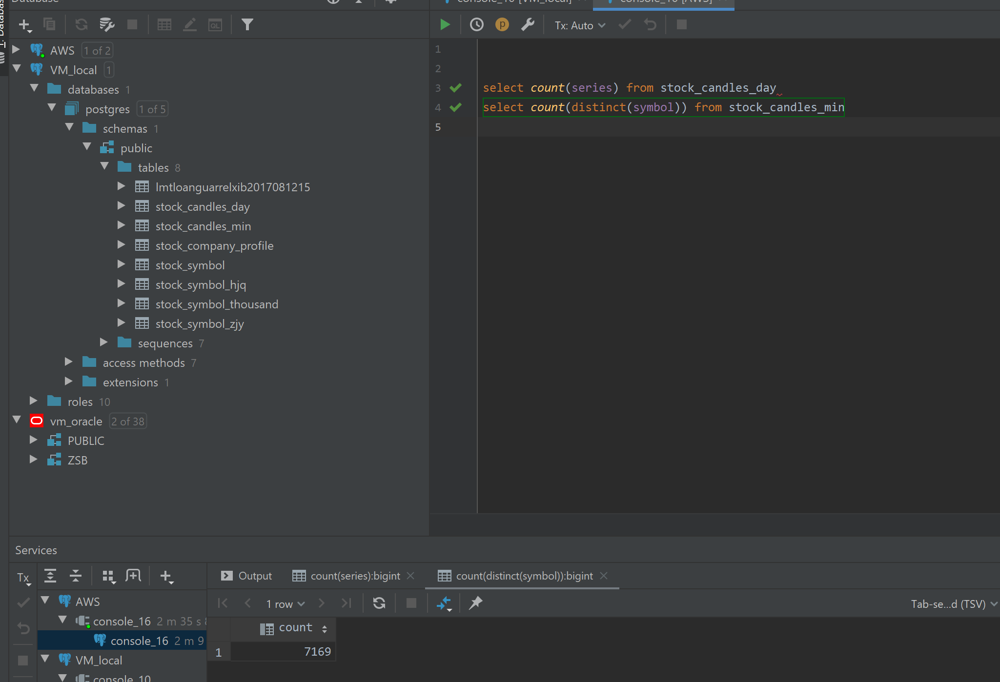 Database
console_10 [VM_local]
console_16 [AWS]
Tx: Auto
AWS 1 of 2
VM_local 1
databases 1
postgres 1 of 5
schemas 1
public
tables 8
lmtloanguarrelxib2017081215
stock_candles_day
stock_candles_min
stock_company_profile
stock_symbol
stock_symbol_hjq
stock_symbol_thousand
stock_symbol_zjy
sequences 7
access methods 7
extensions 1
roles 10
vm_oracle 2 of 38
PUBLIC
ZSB
1
2
3 select count(series) from stock_candles_day
4 select count(distinct(symbol)) from stock_candles_min
5
Services
Tx
Output
count(series):bigint
count(distinct(symbol)):bigint
AWS
console_16 2 m 35 s
console_16 2 m 9
VM_local
console_10
1 row
Tab-se...d (TSV)
count
1 7169